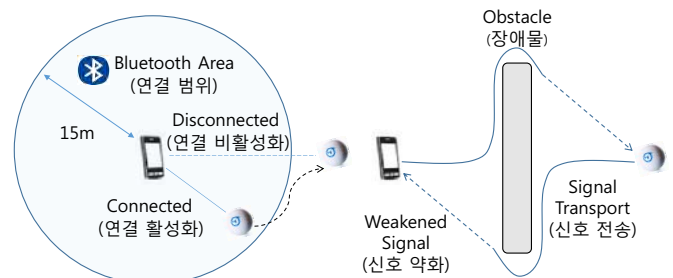 Bluetooth Area
(연결 범위)
15m
Disconnected
(연결 비활성화)
Connected
(연결 활성화)
Obstacle
(장애물)
Weakened
Signal
(신호 약화)
Signal
Transport
(신호 전송)